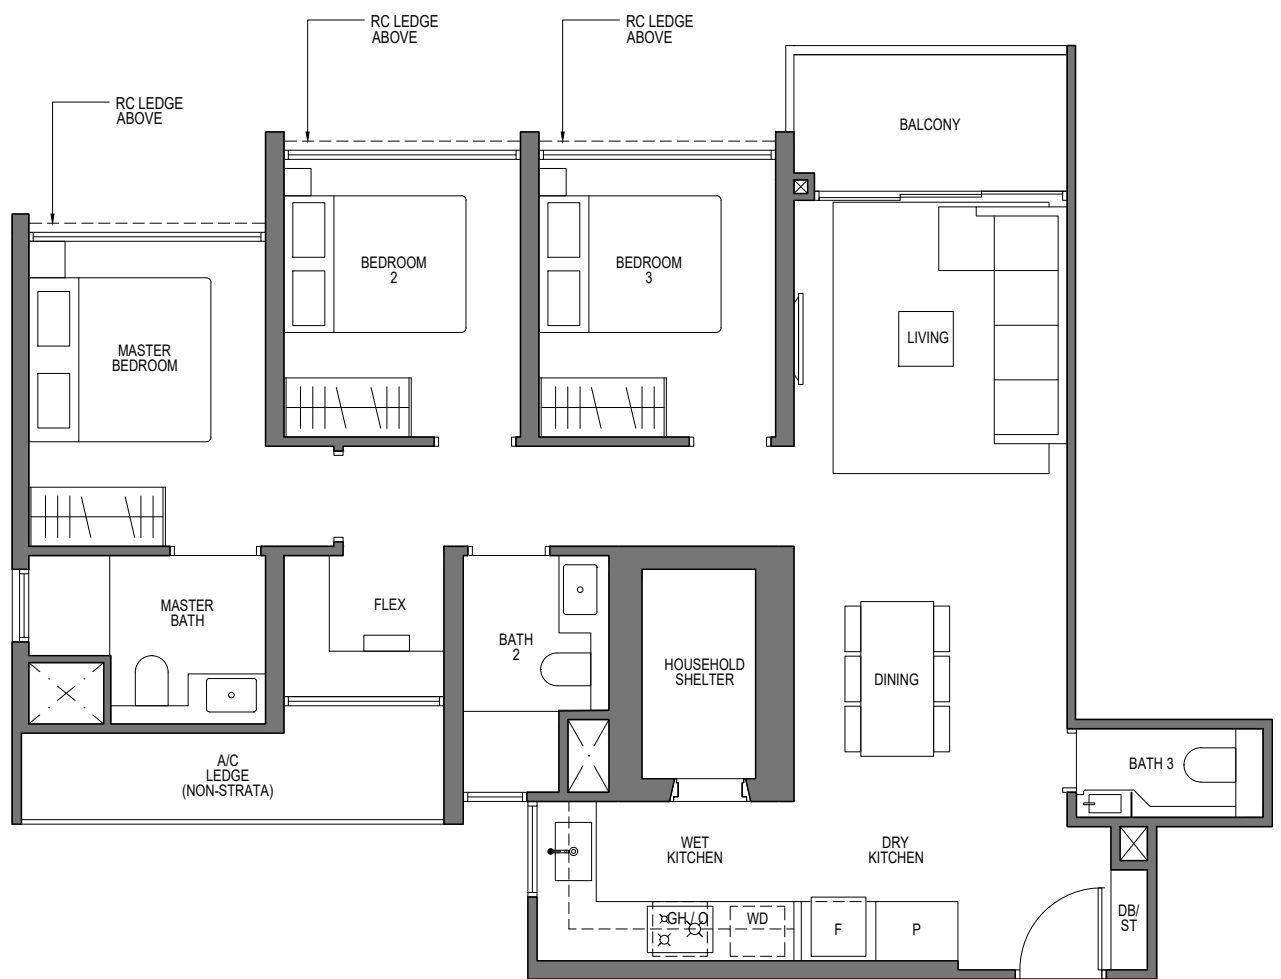 RC LEDGE
ABOVE
RC LEDGE
ABOVE
RC LEDGE
ABOVE
BALCONY
BEDROOM
2
BEDROOM
3
MASTER
BEDROOM
LIVING
MASTER
BATH
FLEX
BATH
2
HOUSEHOLD
SHELTER
DINING
A/C
LEDGE
(NON-STRATA)
BATH 3
WET
KITCHEN
DRY
KITCHEN
GH / O
WD
F
P
DB/
ST